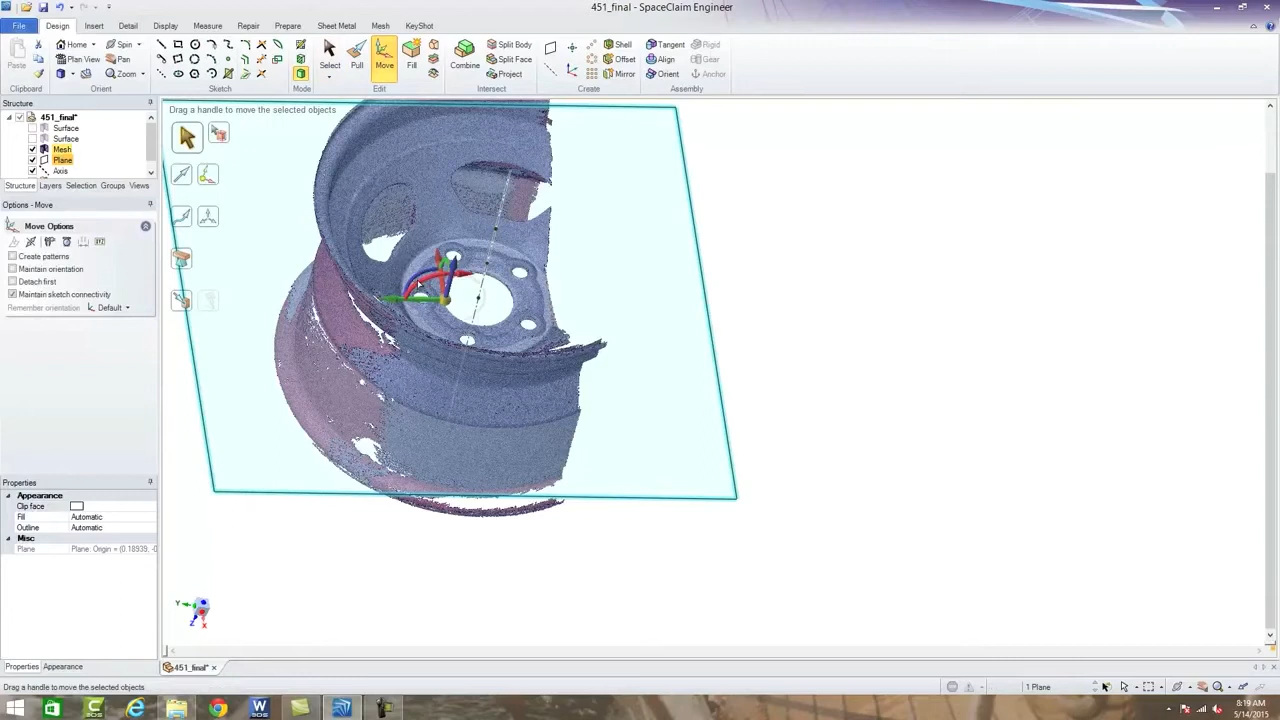 451_final - SpaceClaim Engineer
File Design Insert Detail Display Measure Repair Prepare Sheet Metal Mesh KeyShot
Home Spin Shell Tangent Rigid
Plan View Pan Split Body Offset Align Gear
Zoom Split Face Mirror Orient Anchor
Project
Paste Select Pull Move Fill Combine
Clipboard Orient Sketch Mode Edit Intersect Create Assembly
Structure
Drag a handle to move the selected objects
451_final*
Surface
Surface
Mesh
Plane
Axis
Structure Layers Selection Groups Views
Options - Move
Move Options
Create patterns
Maintain orientation
Detach first
Maintain sketch connectivity
Remember orientation Default
Properties
Appearance
Clip face
Fill Automatic
Outline Automatic
Misc
Plane Plane: Origin = (0.18939; -0
Y
Z
X
Properties Appearance
451_final*
Drag a handle to move the selected objects
1 Plane
8:19 AM
5/14/2015